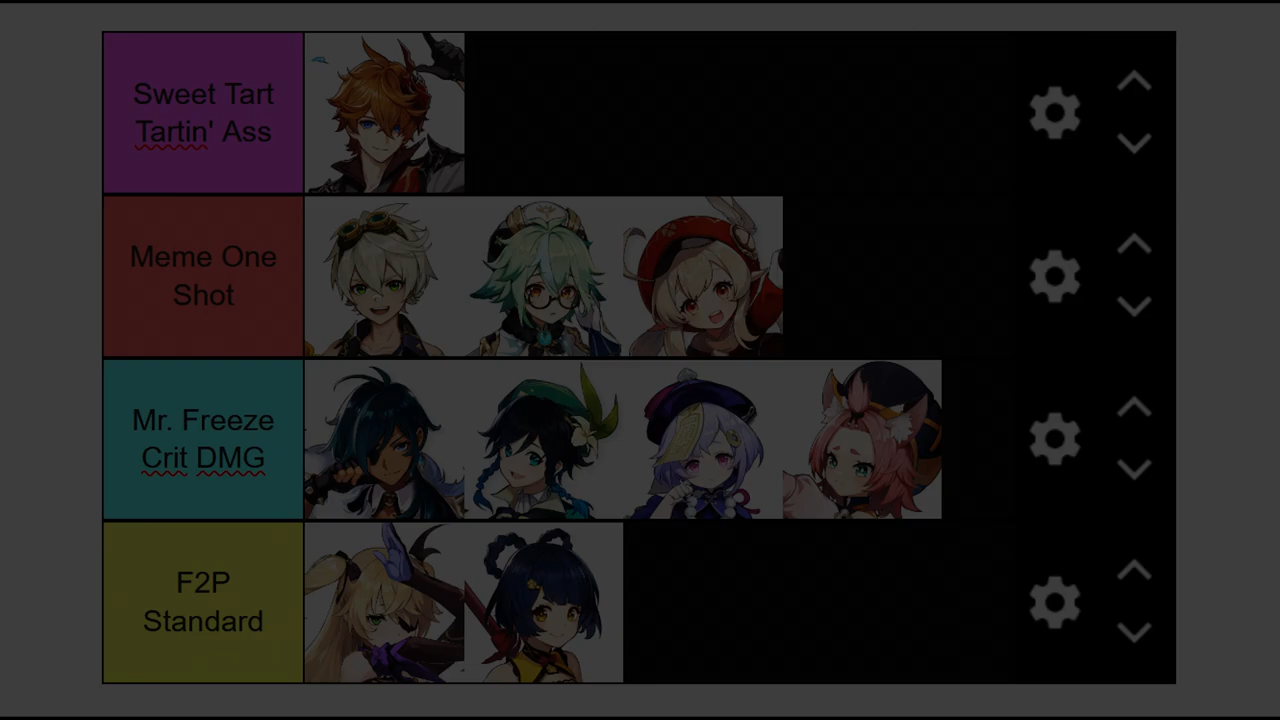 Sweet Tart
Tartin' Ass
Meme One
Shot
Mr. Freeze
Crit DMG
F2P
Standard